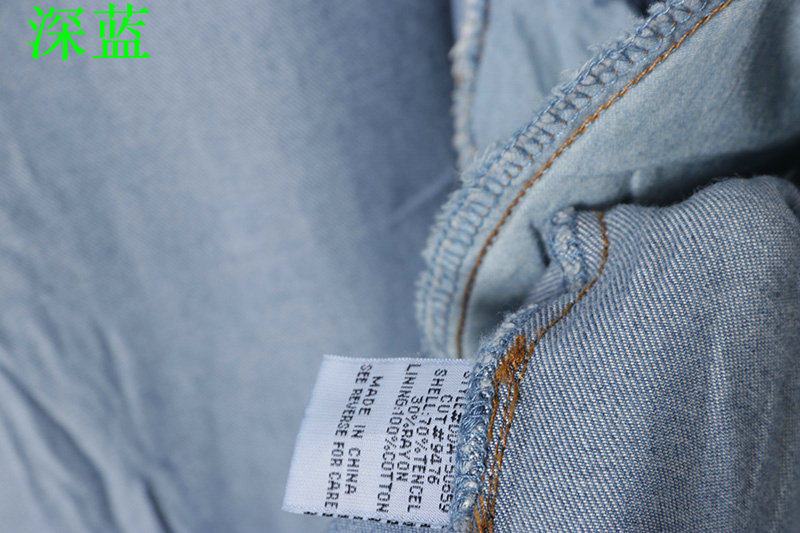 深蓝
CUT#9476
SHELL:70%TENCEL
30%RAYON
LINING:100%COTTON
MADE IN CHINA
SEE REVERSE FOR CARE